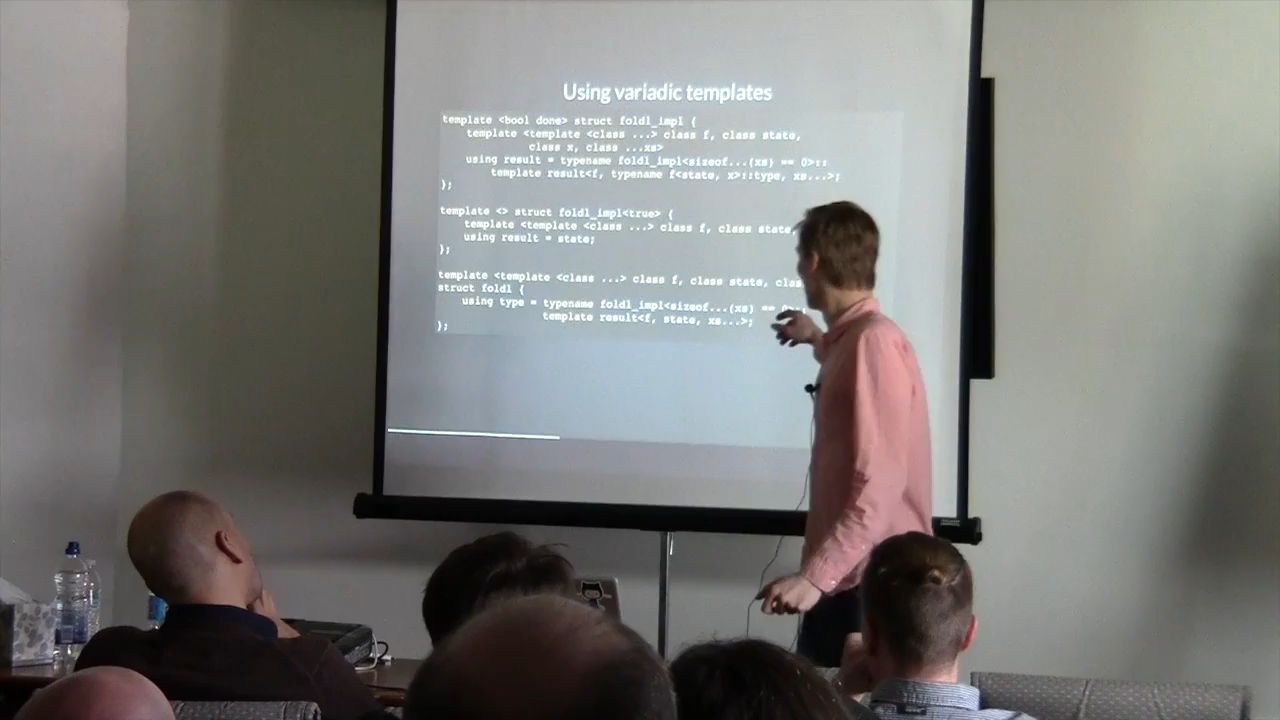 Using variadic templates
template <bool done> struct foldl_impl {
template <template <class ...> class f, class state,
class x, class ...xs>
using result = typename foldl_impl<sizeof...(xs) == 0>::
template result<f, typename f<state, x>::type, xs...>;
};
template <> struct foldl_impl<true> {
template <template <class ...> class f, class state,
using result = state;
};
template <template <class ...> class f, class state,
struct foldl {
using type = typename foldl_impl<sizeof...(xs) == 0>::
template result<f, state, xs...>;
};